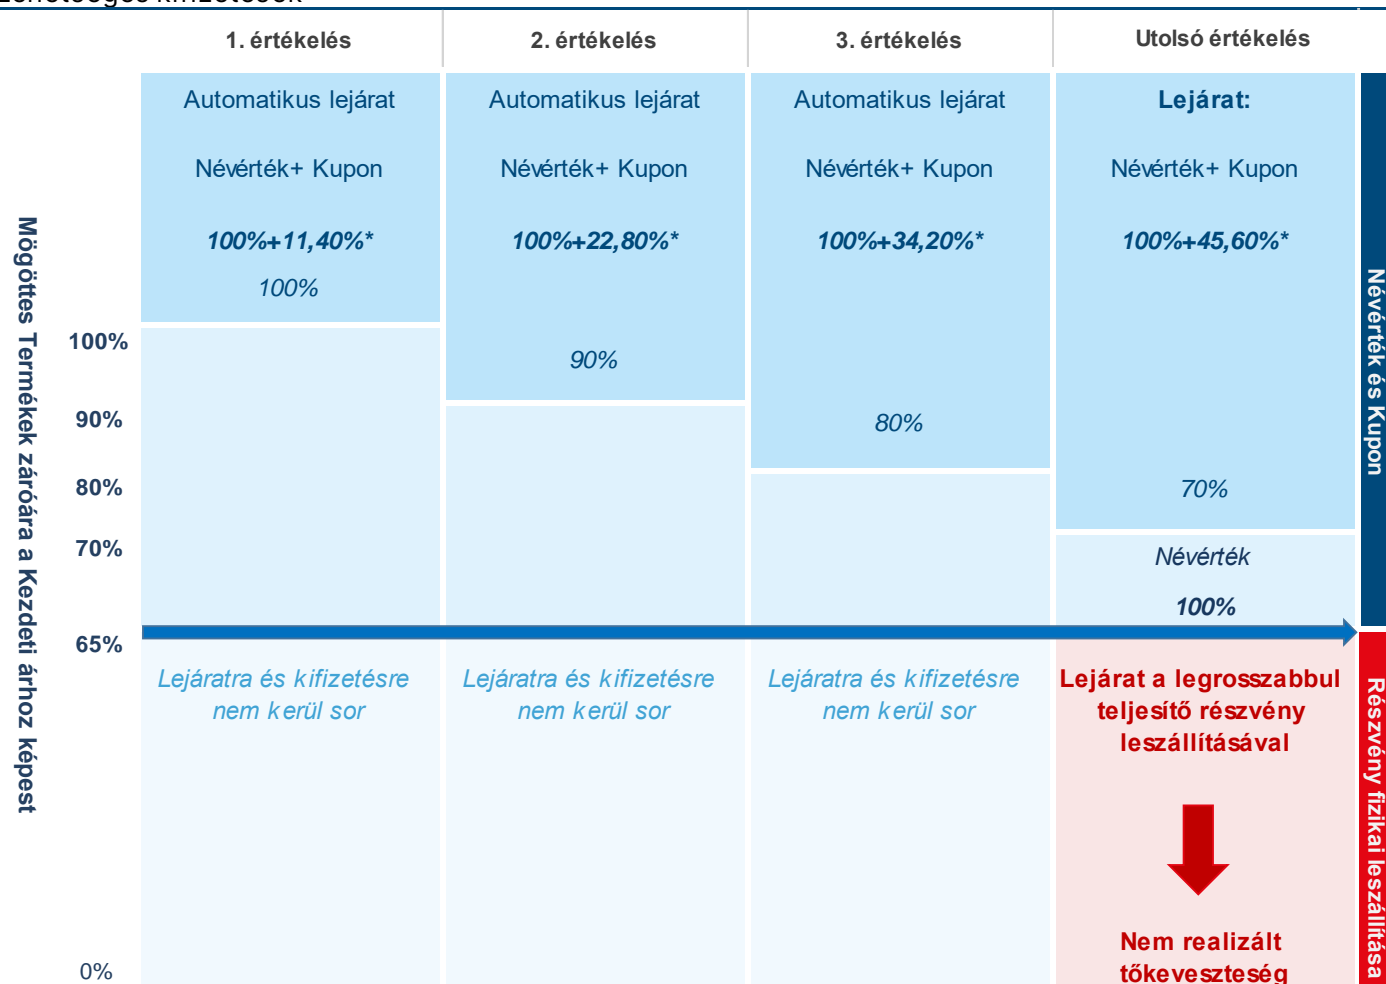 1. értékelés
2. értékelés
3. értékelés
Utolsó értékelés
Automatikus lejárat
Névérték+ Kupon
100%+11,40%*
100%
Automatikus lejárat
Névérték+ Kupon
100%+22,80%*
90%
Automatikus lejárat
Névérték+ Kupon
100%+34,20%*
80%
Lejárat:
Névérték+ Kupon
100%+45,60%*
70%
Névérték
100%
Mögöttes Termékek záróára a Kezdeti árhoz képest
100%
90%
80%
70%
65%
0%
Lejáratra és kifizetésre
nem kerül sor
Lejáratra és kifizetésre
nem kerül sor
Lejáratra és kifizetésre
nem kerül sor
Lejárat a legrosszabbul
teljesítő részvény
leszállításával
Nem realizált
tőkeveszteség
Névérték és Kupon
Részvény fizikai leszállítása